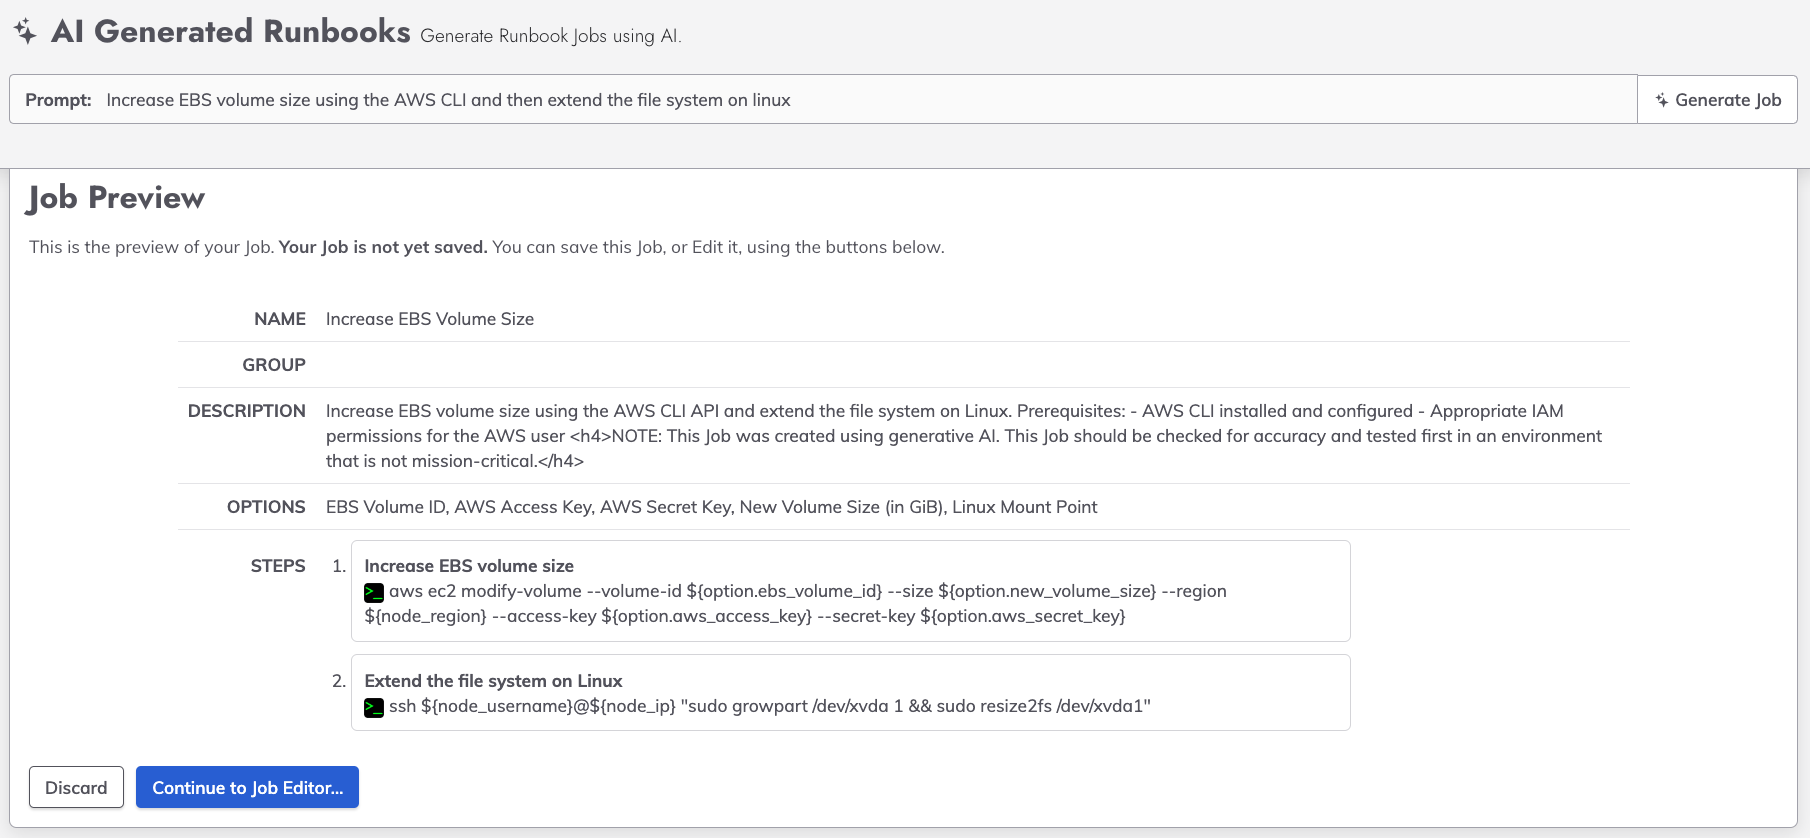 AI Generated Runbooks Generate Runbook Jobs using AI.
Prompt: Increase EBS volume size using the AWS CLI and then extend the file system on linux
Generate Job
Job Preview
This is the preview of your Job. Your Job is not yet saved. You can save this Job, or Edit it, using the buttons below.
NAME Increase EBS Volume Size
GROUP
DESCRIPTION Increase EBS volume size using the AWS CLI API and extend the file system on Linux. Prerequisites: - AWS CLI installed and configured - Appropriate IAM
permissions for the AWS user <h4>NOTE: This Job was created using generative AI. This Job should be checked for accuracy and tested first in an environment
that is not mission-critical.</h4>
OPTIONS EBS Volume ID, AWS Access Key, AWS Secret Key, New Volume Size (in GiB), Linux Mount Point
STEPS 1. Increase EBS volume size
>_ aws ec2 modify-volume --volume-id ${option.ebs_volume_id} --size ${option.new_volume_size} --region
${node_region} --access-key ${option.aws_access_key} --secret-key ${option.aws_secret_key}
2. Extend the file system on Linux
>_ ssh ${node_username}@${node_ip} "sudo growpart /dev/xvda 1 && sudo resize2fs /dev/xvda1"
Discard
Continue to Job Editor...